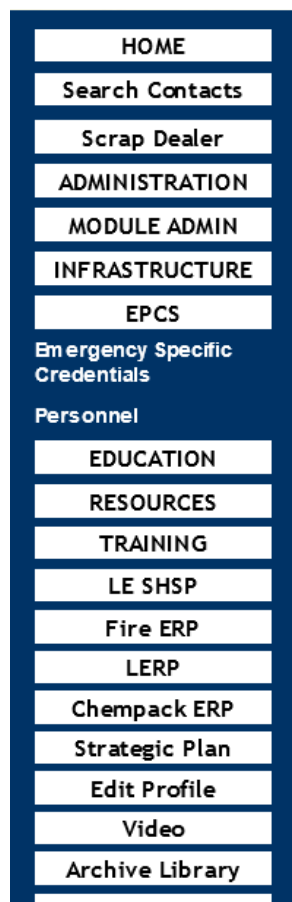 HOME
Search Contacts
Scrap Dealer
ADMINISTRATION
MODULE ADMIN
INFRASTRUCTURE
EPCS
Emergency Specific
Credentials
Personnel
EDUCATION
RESOURCES
TRAINING
LE SHSP
Fire ERP
LERP
Chempack ERP
Strategic Plan
Edit Profile
Video
Archive Library